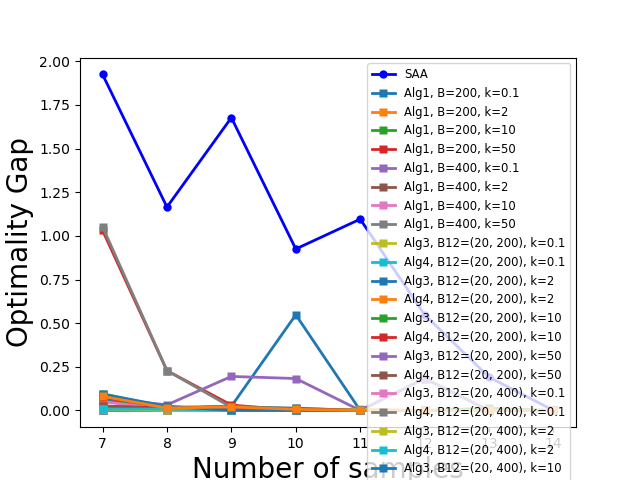 2.00
1.75
1.50
1.25
1.00
0.75
0.50
0.25
0.00
Optimality Gap
7 8 9 10 11 12 13 14
Number of samples
SAA
Alg1, B=200, k=0.1
Alg1, B=200, k=2
Alg1, B=200, k=10
Alg1, B=200, k=50
Alg1, B=400, k=0.1
Alg1, B=400, k=2
Alg1, B=400, k=10
Alg1, B=400, k=50
Alg3, B12=(20, 200), k=0.1
Alg4, B12=(20, 200), k=0.1
Alg3, B12=(20, 200), k=2
Alg4, B12=(20, 200), k=2
Alg3, B12=(20, 200), k=10
Alg4, B12=(20, 200), k=10
Alg3, B12=(20, 200), k=50
Alg4, B12=(20, 200), k=50
Alg3, B12=(20, 400), k=0.1
Alg4, B12=(20, 400), k=0.1
Alg3, B12=(20, 400), k=2
Alg4, B12=(20, 400), k=2
Alg3, B12=(20, 400), k=10